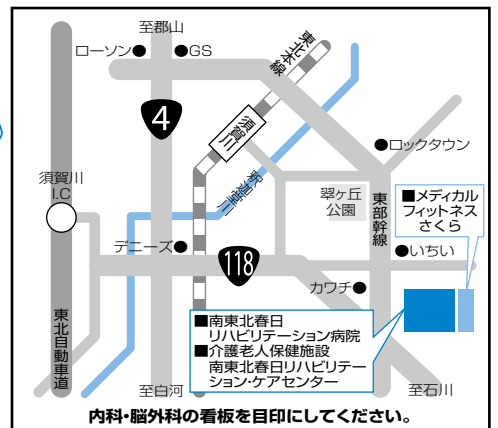 至郡山
ローソン●
●GS
東北本線
4
須賀川
●ロックタウン
須賀川
I.C
釈迦堂川
翠ヶ丘
公園
東部幹線
■メディカル
フィットネス
さくら
デニーズ●
118
●いちい
カワチ●
東北自動車道
■南東北春日
リハビリテーション病院
■介護老人保健施設
南東北春日リハビリテー
ション・ケアセンター
至白河
至石川
内科・脳外科の看板を目印にしてください。